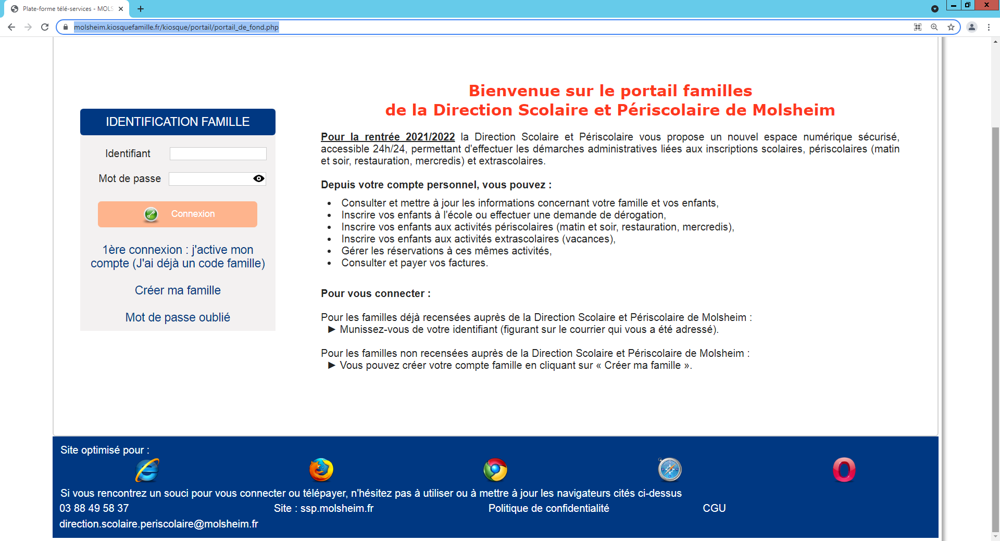 Plate-forme télé-services - MOLS
molsheim.kiosquefamille.fr/kiosque/portail/portail_de_fond.php
Bienvenue sur le portail familles
de la Direction Scolaire et Périscolaire de Molsheim
IDENTIFICATION FAMILLE
Identifiant
Mot de passe
Connexion
1ère connexion : j'active mon
compte (J'ai déjà un code famille)
Créer ma famille
Mot de passe oublié
Pour la rentrée 2021/2022 la Direction Scolaire et Périscolaire vous propose un nouvel espace numérique sécurisé,
accessible 24h/24, permettant d'effectuer les démarches administratives liées aux inscriptions scolaires, périscolaires (matin
et soir, restauration, mercredis) et extrascolaires.
Depuis votre compte personnel, vous pouvez :
• Consulter et mettre à jour les informations concernant votre famille et vos enfants,
• Inscrire vos enfants à l'école ou effectuer une demande de dérogation,
• Inscrire vos enfants aux activités périscolaires (matin et soir, restauration, mercredis),
• Inscrire vos enfants aux activités extrascolaires (vacances),
• Gérer les réservations à ces mêmes activités,
• Consulter et payer vos factures.
Pour vous connecter :
Pour les familles déjà recensées auprès de la Direction Scolaire et Périscolaire de Molsheim :
► Munissez-vous de votre identifiant (figurant sur le courrier qui vous a été adressé).
Pour les familles non recensées auprès de la Direction Scolaire et Périscolaire de Molsheim :
► Vous pouvez créer votre compte famille en cliquant sur « Créer ma famille ».
Site optimisé pour :
Si vous rencontrez un souci pour vous connecter ou télépayer, n'hésitez pas à utiliser ou à mettre à jour les navigateurs cités ci-dessus
03 88 49 58 37 Site : ssp.molsheim.fr Politique de confidentialité CGU
direction.scolaire.periscolaire@molsheim.fr